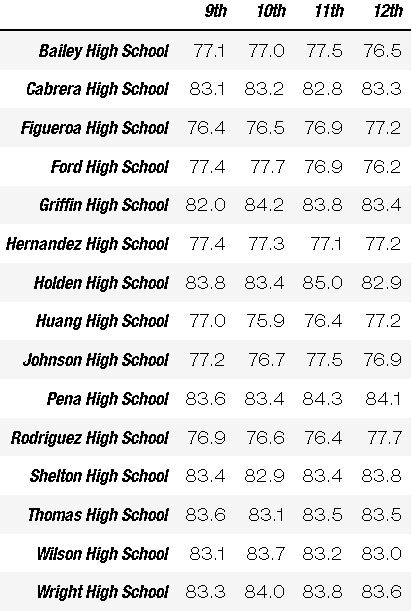 9th 10th 11th 12th
Bailey High School 77.1 77.0 77.5 76.5
Cabrera High School 83.1 83.2 82.8 83.3
Figueroa High School 76.4 76.5 76.9 77.2
Ford High School 77.4 77.7 76.9 76.2
Griffin High School 82.0 84.2 83.8 83.4
Hernandez High School 77.4 77.3 77.1 77.2
Holden High School 83.8 83.4 85.0 82.9
Huang High School 77.0 75.9 76.4 77.2
Johnson High School 77.2 76.7 77.5 76.9
Pena High School 83.6 83.4 84.3 84.1
Rodriguez High School 76.9 76.6 76.4 77.7
Shelton High School 83.4 82.9 83.4 83.8
Thomas High School 83.6 83.1 83.5 83.5
Wilson High School 83.1 83.7 83.2 83.0
Wright High School 83.3 84.0 83.8 83.6